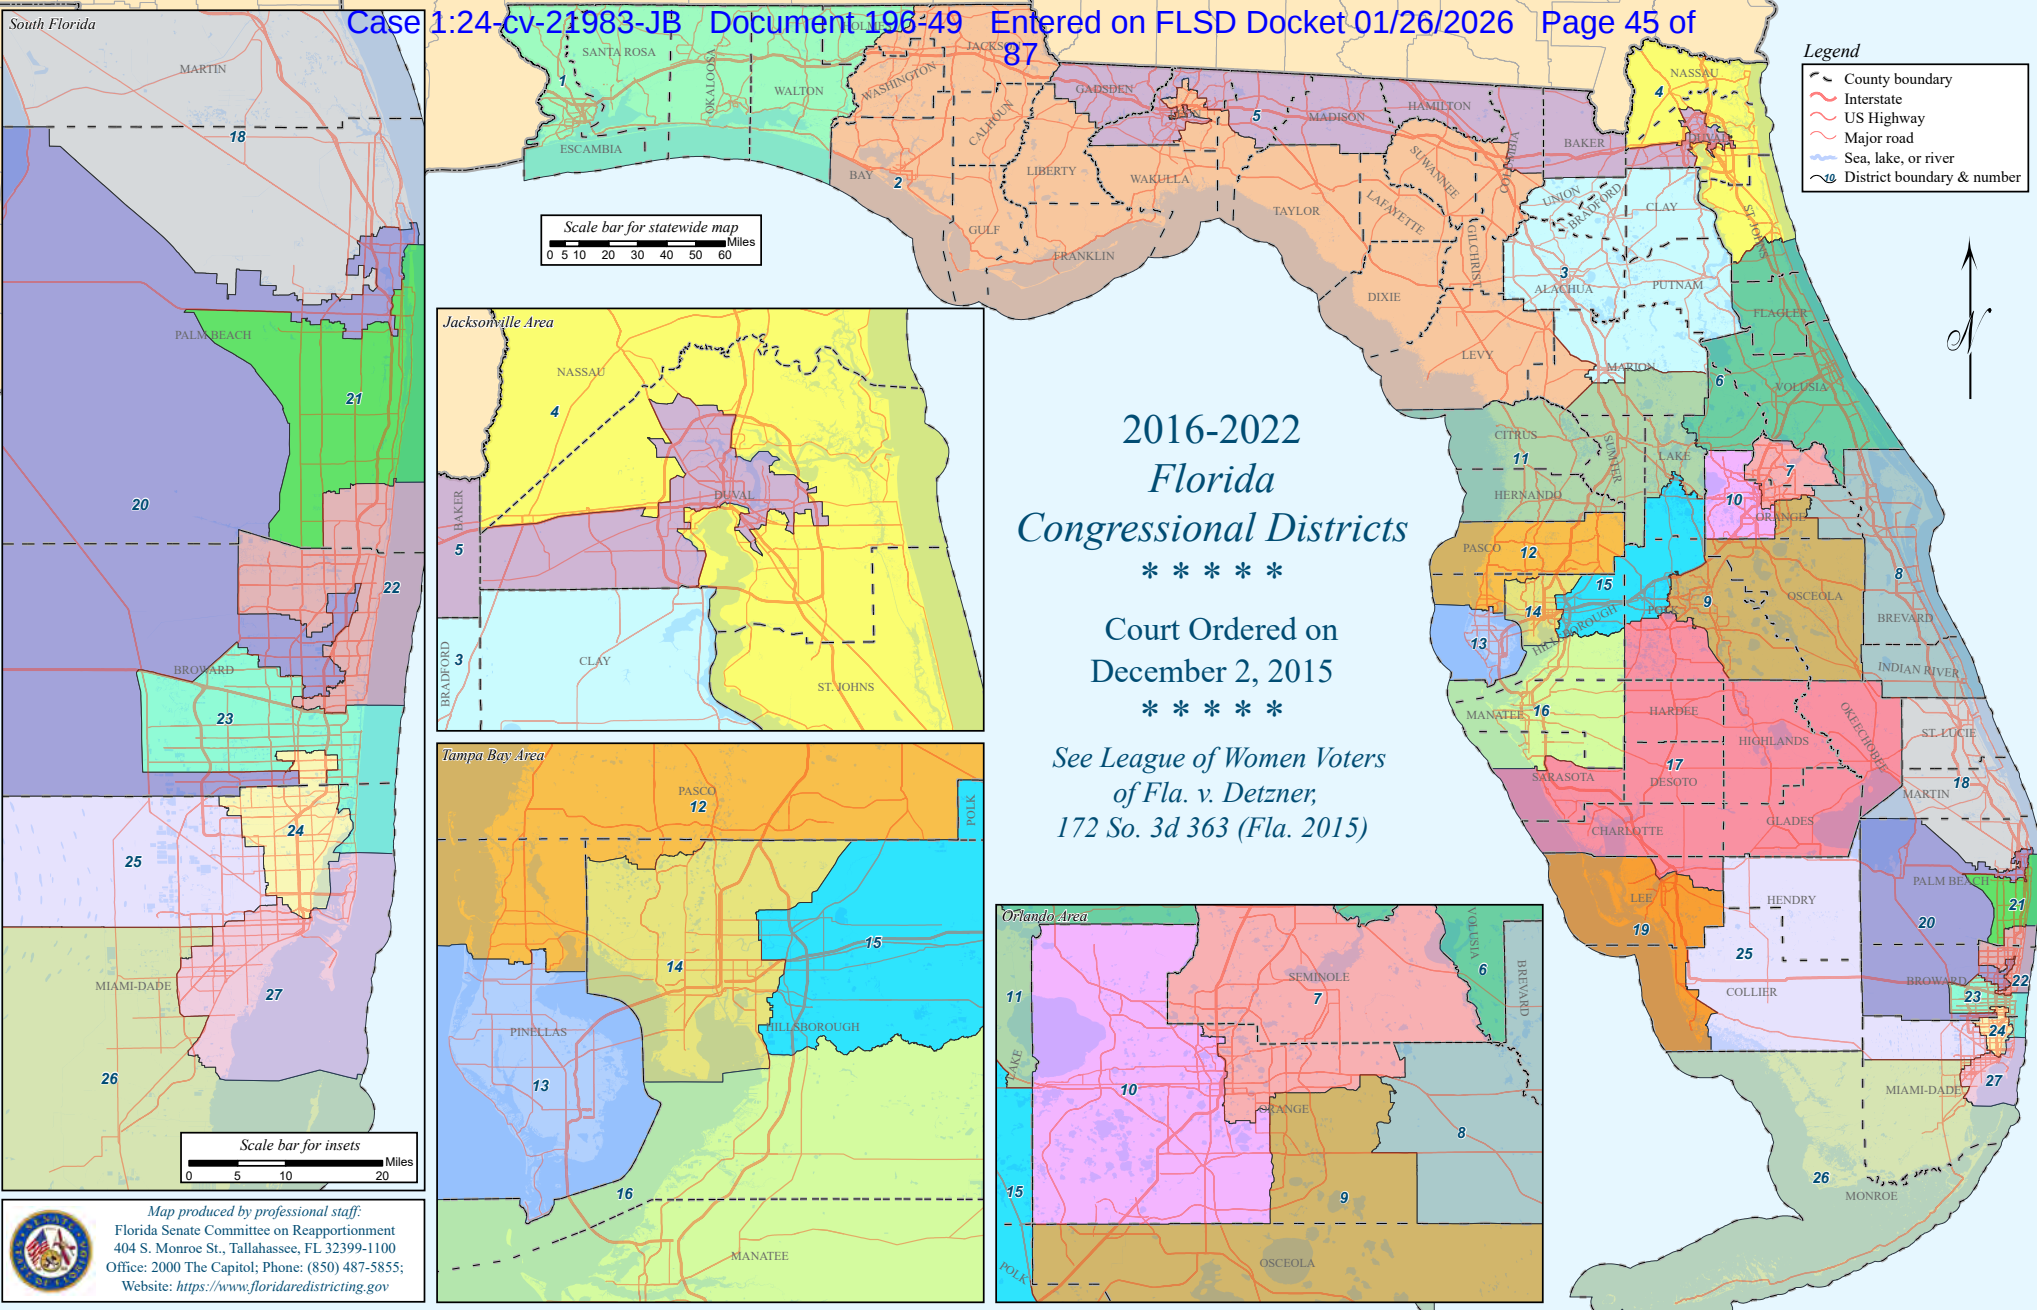 Case 1:24-cv-21983-JB Document 196-49 Entered on FLSD Docket 01/26/2026 Page 45 of
87
South Florida
MARTIN
18
PALM BEACH
21
20
22
BROWARD
23
24
25
MIAMI-DADE
27
26
Scale bar for insets
Miles
0 5 10 20
Map produced by professional staff:
Florida Senate Committee on Reapportionment
404 S. Monroe St., Tallahassee, FL 32399-1100
Office: 2000 The Capitol; Phone: (850) 487-5855;
Website: https://www.floridaredistricting.gov
SANTA ROSA
OKALOOSA
WALTON
HOLMES
1
ESCAMBIA
WASHINGTON
JACKSON
CALHOUN
BAY
2
LIBERTY
GULF
FRANKLIN
WAKULLA
GADSDEN
LEON
5
MADISON
HAMILTON
TAYLOR
LAFAYETTE
SUWANNEE
COLUMBIA
BAKER
DIXIE
GILCHRIST
LEVY
NASSAU
4
DUVAL
UNION
BRADFORD
CLAY
ST. JOHNS
3
ALACHUA
PUTNAM
FLAGLER
MARION
6
VOLUSIA
CITRUS
11
SUMTER
LAKE
HERNANDO
7
10
ORANGE
PASCO
12
15
14
HILLSBOROUGH
POLK
9
OSCEOLA
8
BREVARD
13
INDIAN RIVER
MANATEE
16
HARDEE
HIGHLANDS
OKEECHOBEE
ST. LUCIE
SARASOTA
17
DESOTO
18
MARTIN
CHARLOTTE
GLADES
LEE
19
HENDRY
25
COLLIER
PALM BEACH
21
20
BROWARD
22
23
24
MIAMI-DADE
27
26
MONROE
Legend
County boundary
Interstate
US Highway
Major road
Sea, lake, or river
10 District boundary & number
N
Scale bar for statewide map
Miles
0 5 10 20 30 40 50 60
2016-2022
Florida
Congressional Districts
* * * * *
Court Ordered on
December 2, 2015
* * * * *
See League of Women Voters
of Fla. v. Detzner,
172 So. 3d 363 (Fla. 2015)
Jacksonville Area
NASSAU
4
BAKER
DUVAL
5
BRADFORD
3
CLAY
ST. JOHNS
Tampa Bay Area
PASCO
12
POLK
14
15
PINELLAS
HILLSBOROUGH
13
16
MANATEE
Orlando Area
VOLUSIA
SEMINOLE
7
6
BREVARD
11
LAKE
10
ORANGE
8
15
9
POLK
OSCEOLA